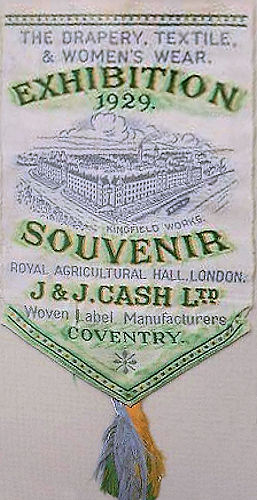 THE DRAPERY, TEXTILE,
& WOMEN'S WEAR.
EXHIBITION
1929.
KINGFIELD WORKS.
SOUVENIR
ROYAL AGRICULTURAL HALL, LONDON.
J & J. CASH LTD
Woven Label Manufacturers
COVENTRY.